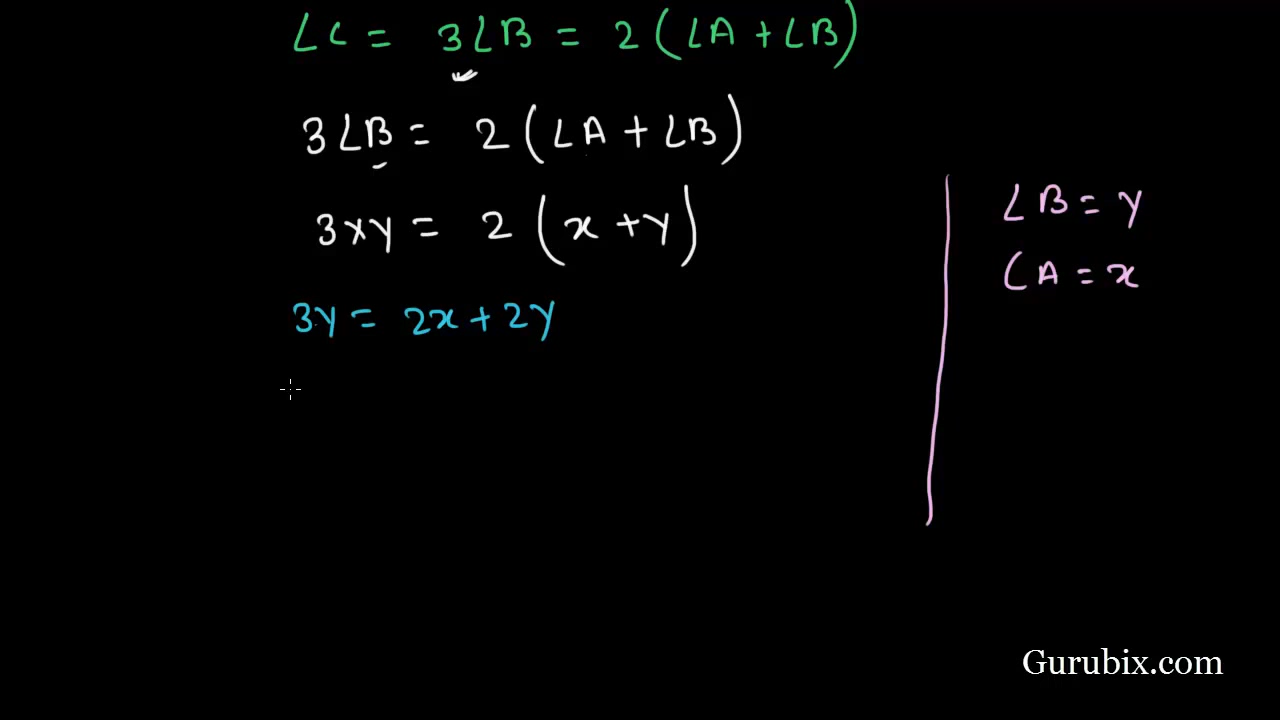 ∠C = 3∠B = 2(∠A + ∠B)
3∠B = 2(∠A + ∠B)
3×y = 2(x + y)
3y = 2x + 2y
∠B = y
∠A = x
Gurubix.com